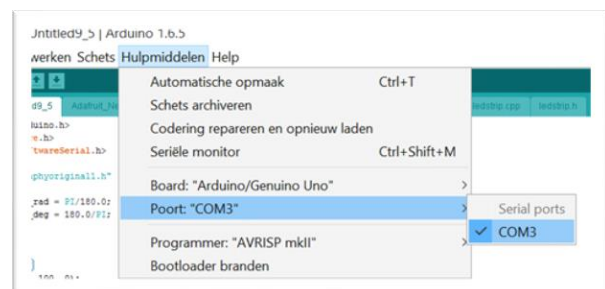 Untitled9_5 | Arduino 1.6.5
werken Schets Hulpmiddelen Help
Automatische opmaak Ctrl+T
d9_5 Schets archiveren ledstrip.cpp ledstrip.h
duino.h>
e.h> Codering repareren en opnieuw laden
twareSerial.h> Seriële monitor Ctrl+Shift+M
phyoriginal1.h"
Board: "Arduino/Genuino Uno"
_rad = PI/180.0; Poort: "COM3" Serial ports
_deg = 180.0/PI; COM3
Programmer: "AVRISP mkII"
) Bootloader branden